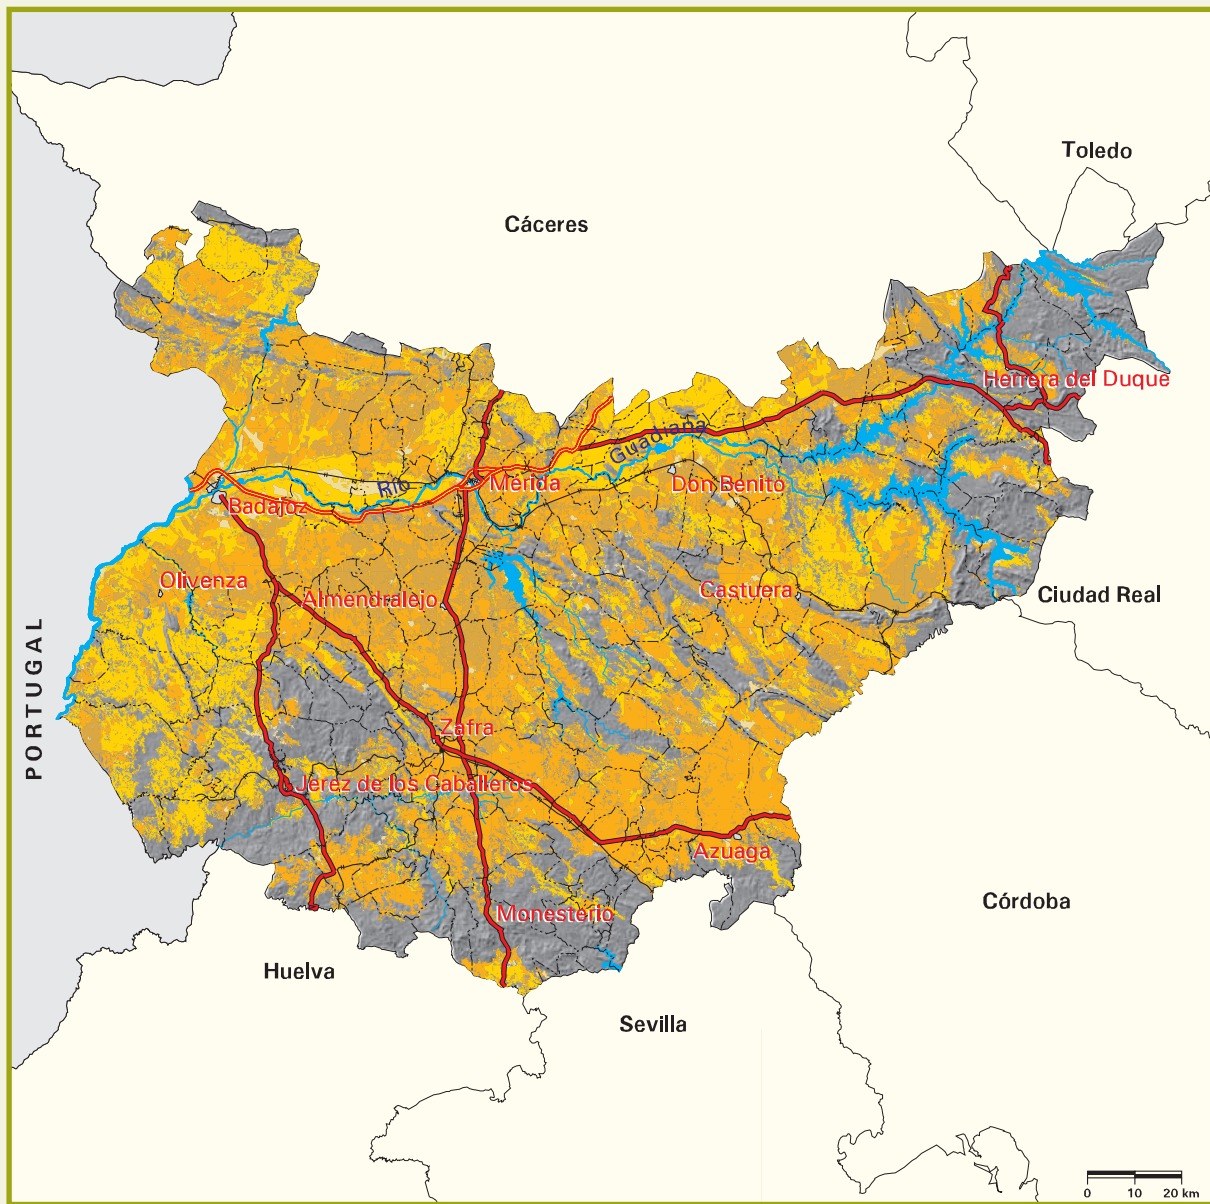 Toledo
Cáceres
Herrera del Duque
Río
Guadiana
Mérida
Don Benito
Badajoz
Olivenza
Almendralejo
Castuera
Ciudad Real
PORTUGAL
Zafra
Jerez de los Caballeros
Azuaga
Córdoba
Monesterio
Huelva
Sevilla
0 10 20 km